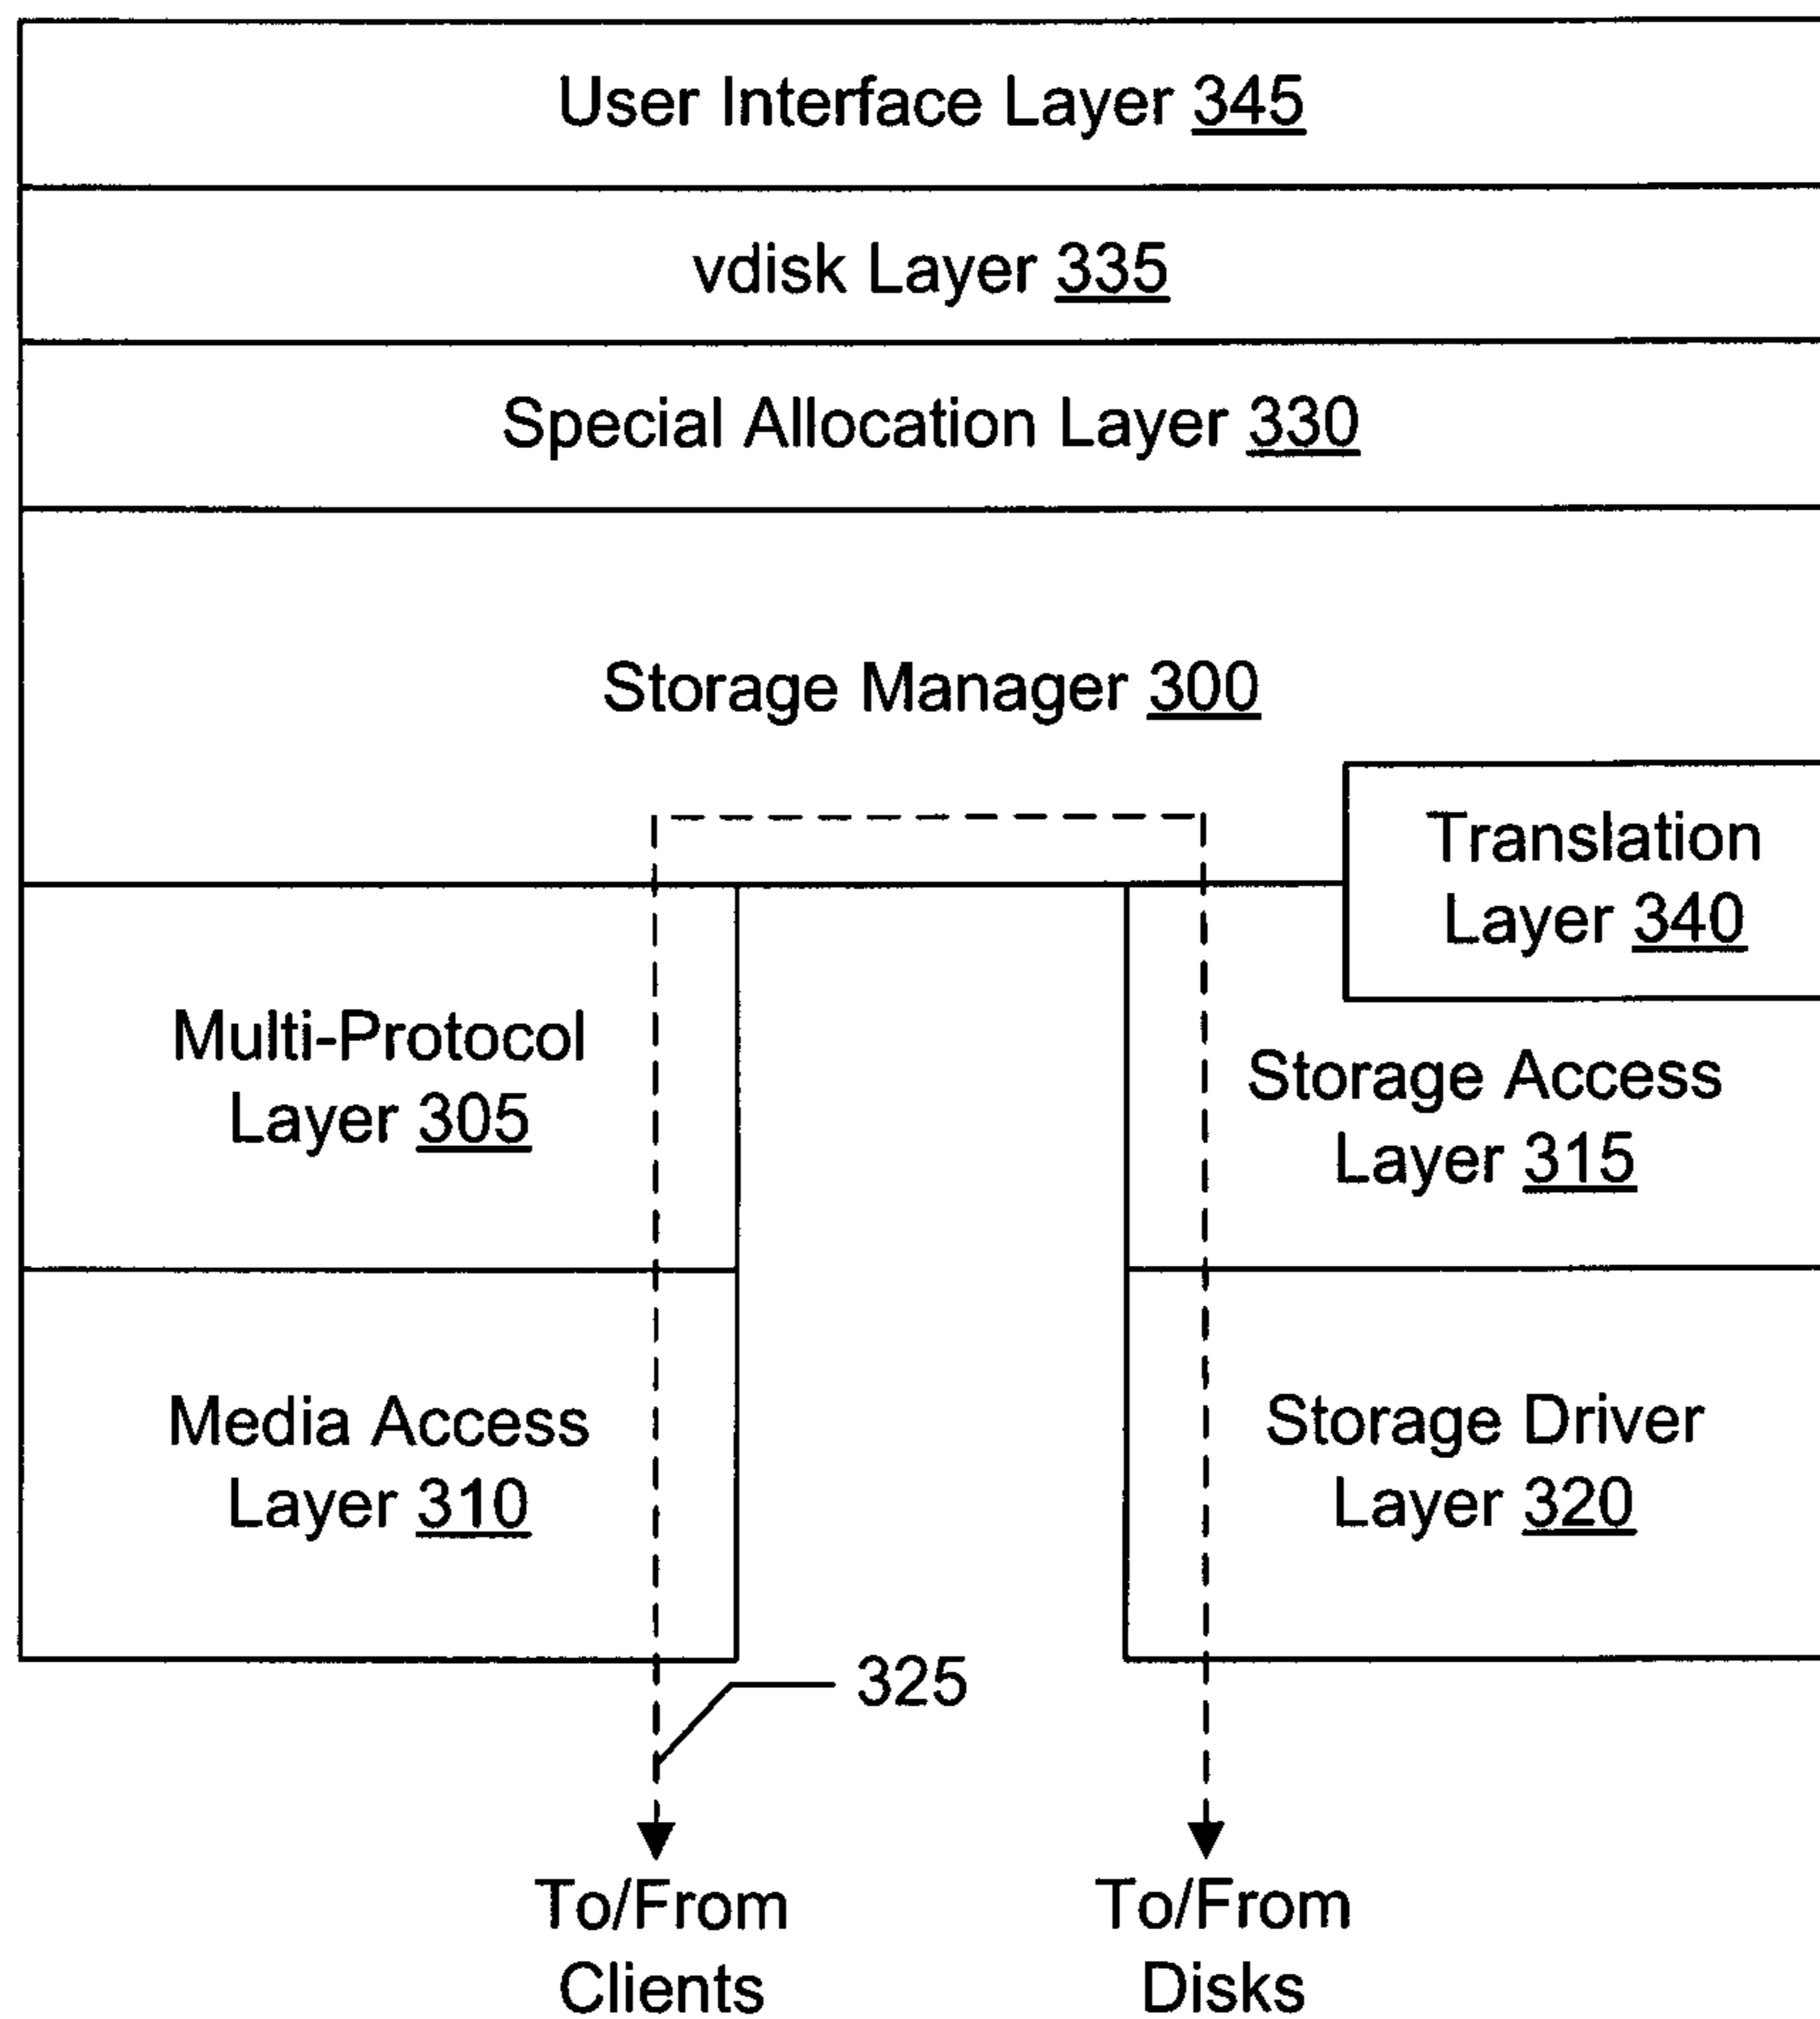 User Interface Layer 345
vdisk Layer 335
Special Allocation Layer 330
Storage Manager 300
Translation
Layer 340
Multi-Protocol
Layer 305
Storage Access
Layer 315
Media Access
Layer 310
Storage Driver
Layer 320
325
To/From
Clients
To/From
Disks